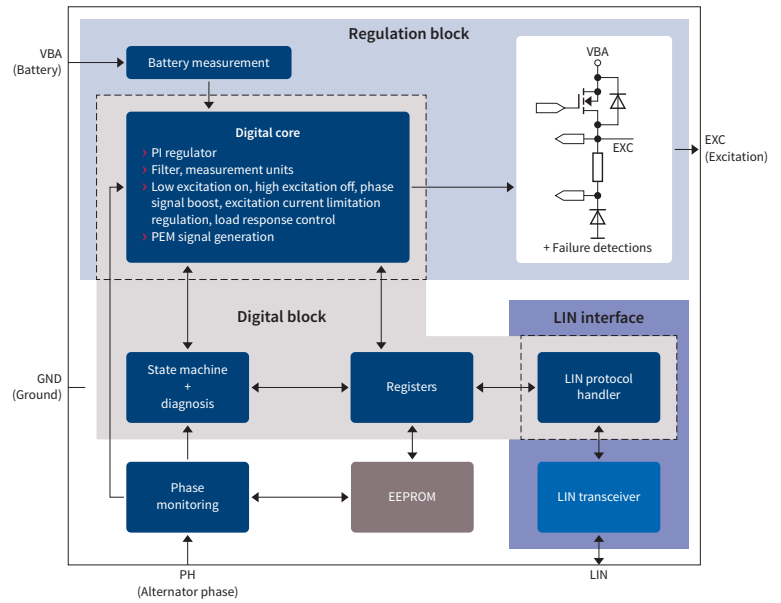 Regulation block
VBA
(Battery)
Battery measurement
VBA
Digital core
› PI regulator
› Filter, measurement units
› Low excitation on, high excitation off, phase
signal boost, excitation current limitation
regulation, load response control
› PEM signal generation
EXC
EXC
(Excitation)
+ Failure detections
Digital block
LIN interface
GND
(Ground)
State machine
+
diagnosis
Registers
LIN protocol
handler
Phase
monitoring
EEPROM
LIN transceiver
PH
(Alternator phase)
LIN